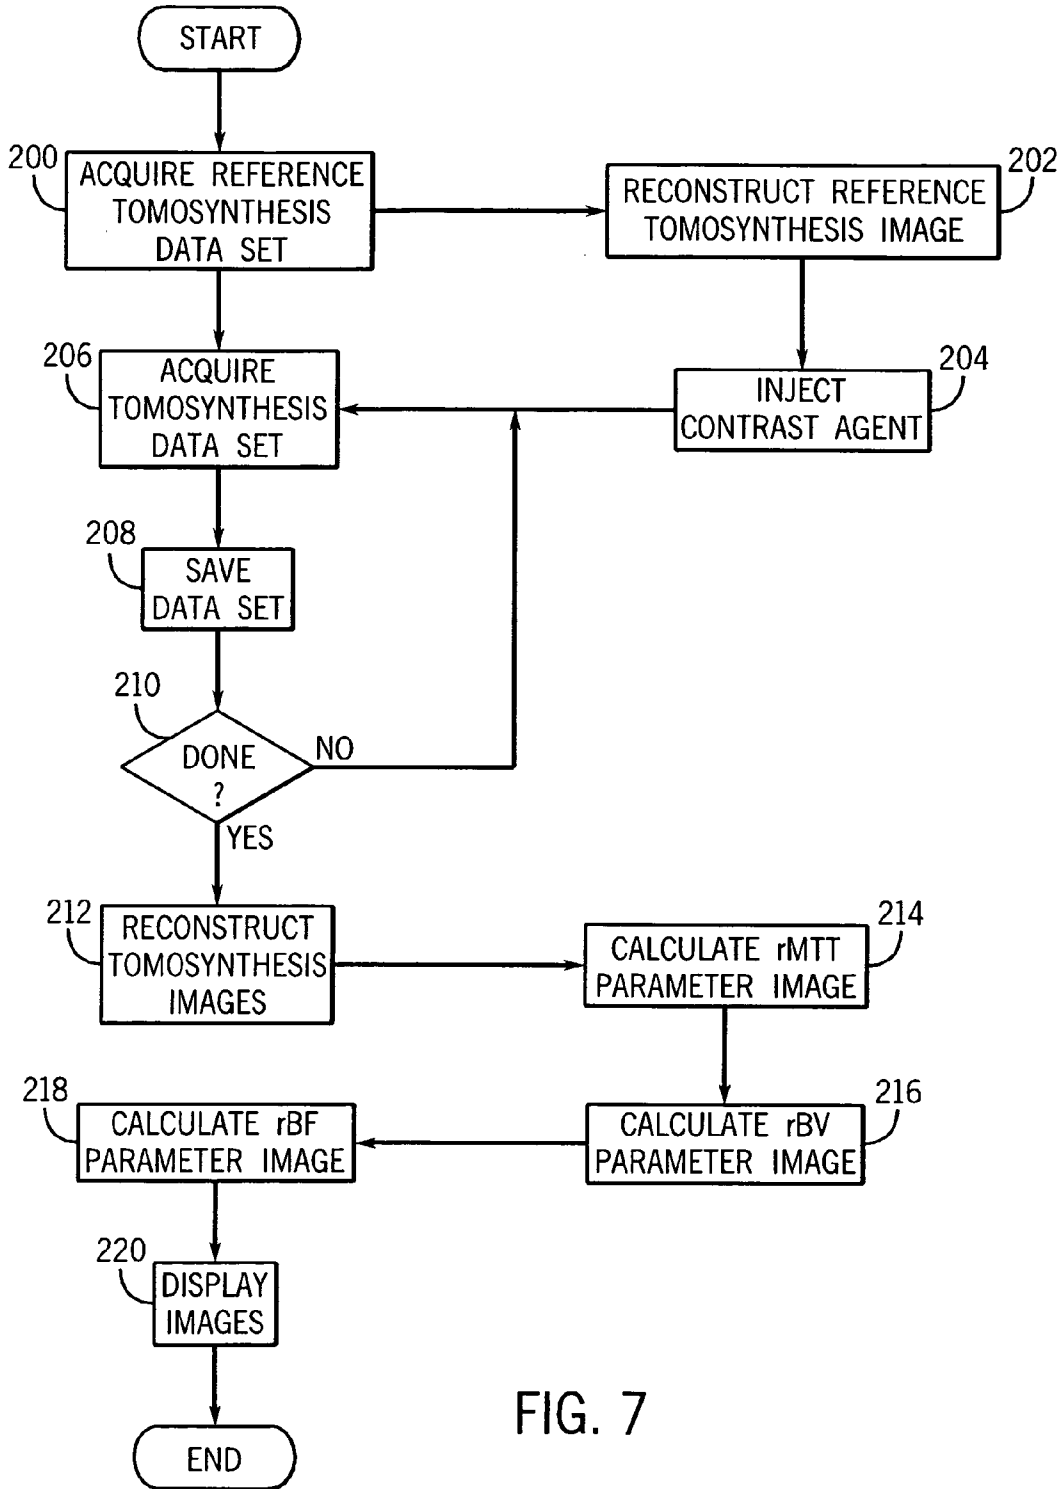 START
200
ACQUIRE REFERENCE
TOMOSYNTHESIS
DATA SET
202
RECONSTRUCT REFERENCE
TOMOSYNTHESIS IMAGE
206
ACQUIRE
TOMOSYNTHESIS
DATA SET
204
INJECT
CONTRAST AGENT
208
SAVE
DATA SET
210
DONE
?
NO
YES
212
RECONSTRUCT
TOMOSYNTHESIS
IMAGES
214
CALCULATE rMTT
PARAMETER IMAGE
218
CALCULATE rBF
PARAMETER IMAGE
216
CALCULATE rBV
PARAMETER IMAGE
220
DISPLAY
IMAGES
END
FIG. 7